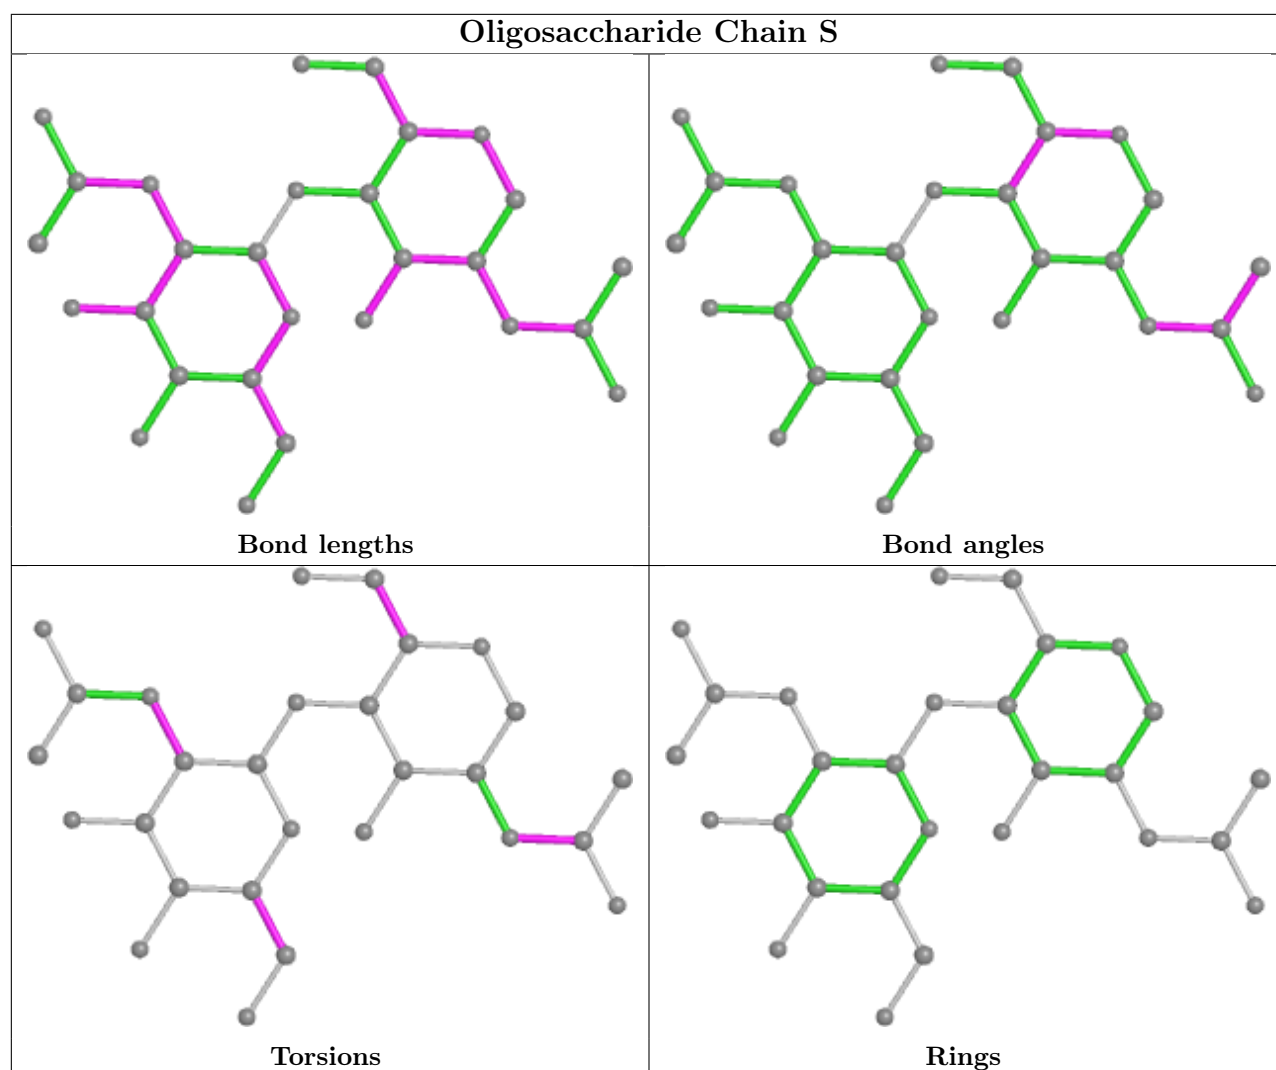 Oligosaccharide Chain S
Bond lengths
Bond angles
Torsions
Rings